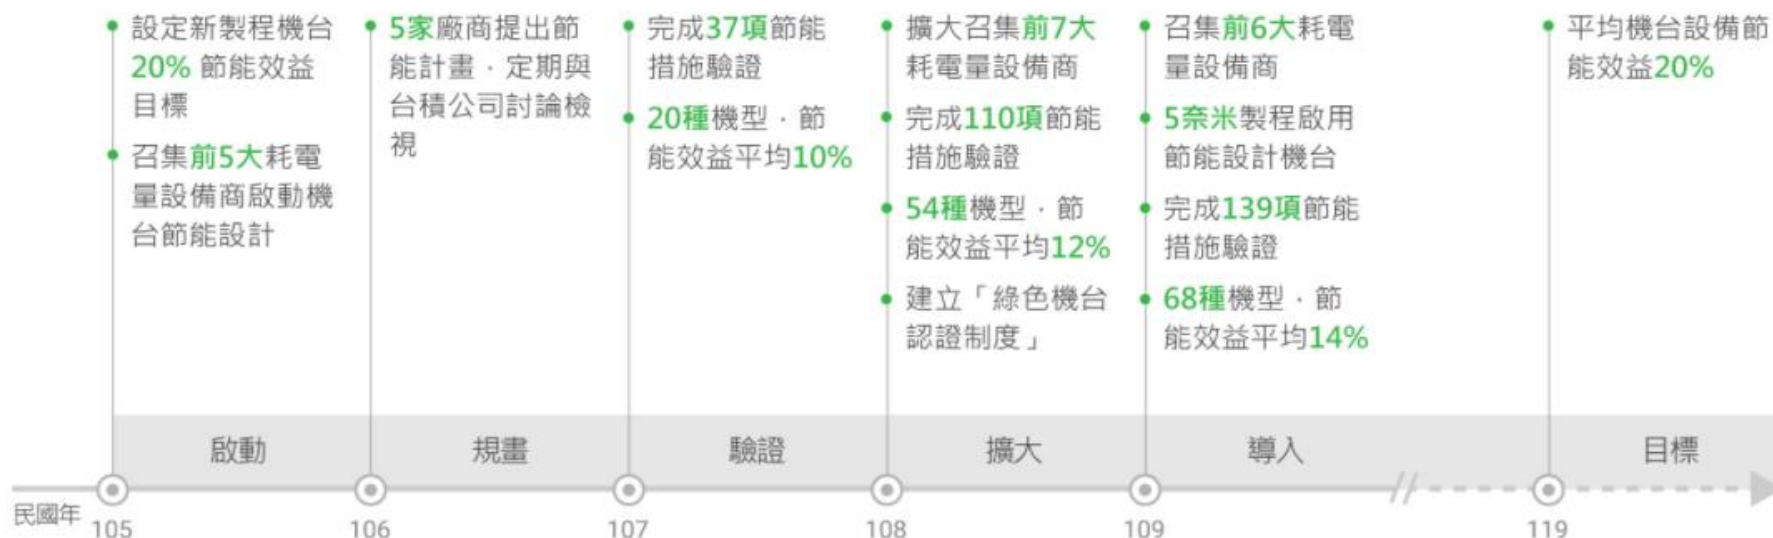 設定新製程機台
20% 節能效益
目標
召集前5大耗電
量設備商啟動機
台節能設計
5家廠商提出節
能計畫，定期與
台積公司討論檢
視
完成37項節能
措施驗證
20種機型，節
能效益平均10%
擴大召集前7大
耗電量設備商
完成110項節能
措施驗證
54種機型，節
能效益平均12%
建立「綠色機台
認證制度」
召集前6大耗電
量設備商
5奈米製程啟用
節能設計機台
完成139項節能
措施驗證
68種機型，節
能效益平均14%
平均機台設備節
能效益20%
啟動
規畫
驗證
擴大
導入
目標
民國年
105
106
107
108
109
119